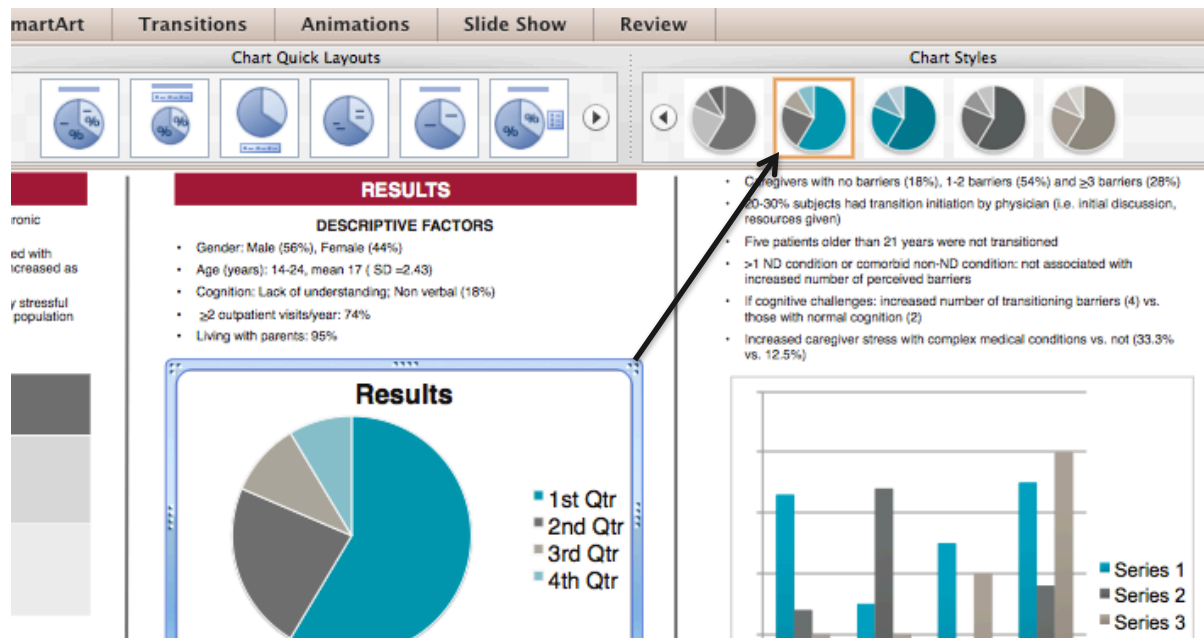 martArt
Transitions
Animations
Slide Show
Review
Chart Quick Layouts
Chart Styles
ronic
ed with
ncreased as
y stressful
population
RESULTS
DESCRIPTIVE FACTORS
• Gender: Male (56%), Female (44%)
• Age (years): 14-24, mean 17 ( SD =2.43)
• Cognition: Lack of understanding; Non verbal (18%)
• ≥2 outpatient visits/year: 74%
• Living with parents: 95%
Results
1st Qtr
2nd Qtr
3rd Qtr
4th Qtr
• Caregivers with no barriers (18%), 1-2 barriers (54%) and ≥3 barriers (28%)
• 20-30% subjects had transition initiation by physician (i.e. initial discussion,
resources given)
• Five patients older than 21 years were not transitioned
• >1 ND condition or comorbid non-ND condition: not associated with
increased number of perceived barriers
• If cognitive challenges: increased number of transitioning barriers (4) vs.
those with normal cognition (2)
• Increased caregiver stress with complex medical conditions vs. not (33.3%
vs. 12.5%)
Series 1
Series 2
Series 3